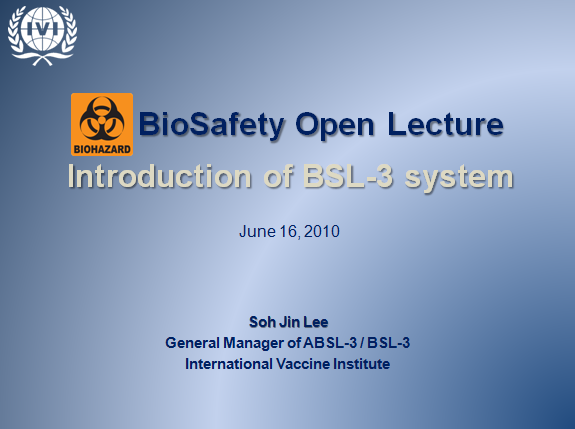 IVI
BIOHAZARD
BioSafety Open Lecture
Introduction of BSL-3 system
June 16, 2010
Soh Jin Lee
General Manager of ABSL-3 / BSL-3
International Vaccine Institute